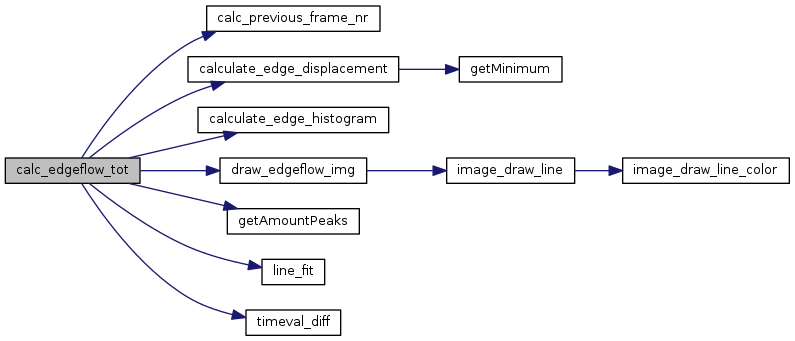 calc_previous_frame_nr
calculate_edge_displacement
getMinimum
calculate_edge_histogram
calc_edgeflow_tot
draw_edgeflow_img
image_draw_line
image_draw_line_color
getAmountPeaks
line_fit
timeval_diff